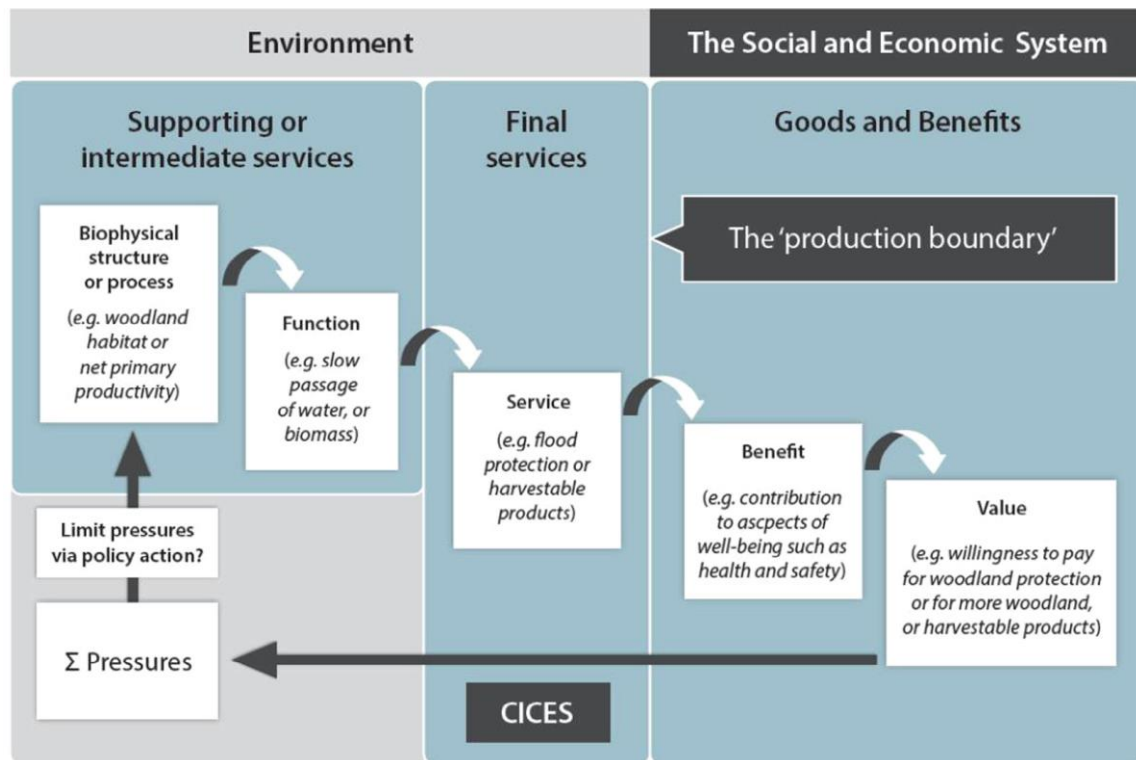 Environment
The Social and Economic System
Supporting or
intermediate services
Final
services
Goods and Benefits
Biophysical
structure
or process
(e.g. woodland
habitat or
net primary
productivity)
Function
(e.g. slow
passage
of water, or
biomass)
Service
(e.g. flood
protection or
harvestable
products)
The ‘production boundary’
Benefit
(e.g. contribution
to ascpects of
well-being such as
health and safety)
Value
(e.g. willingness to pay
for woodland protection
or for more woodland,
or harvestable products)
Limit pressures
via policy action?
Σ Pressures
CICES